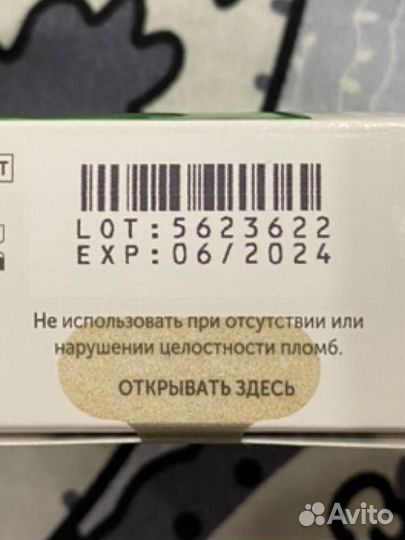 T
LOT:5623622
EXP:06/2024
Не использовать при отсутствии или
нарушении целостности пломб.
ОТКРЫВАТЬ ЗДЕСЬ
Avito